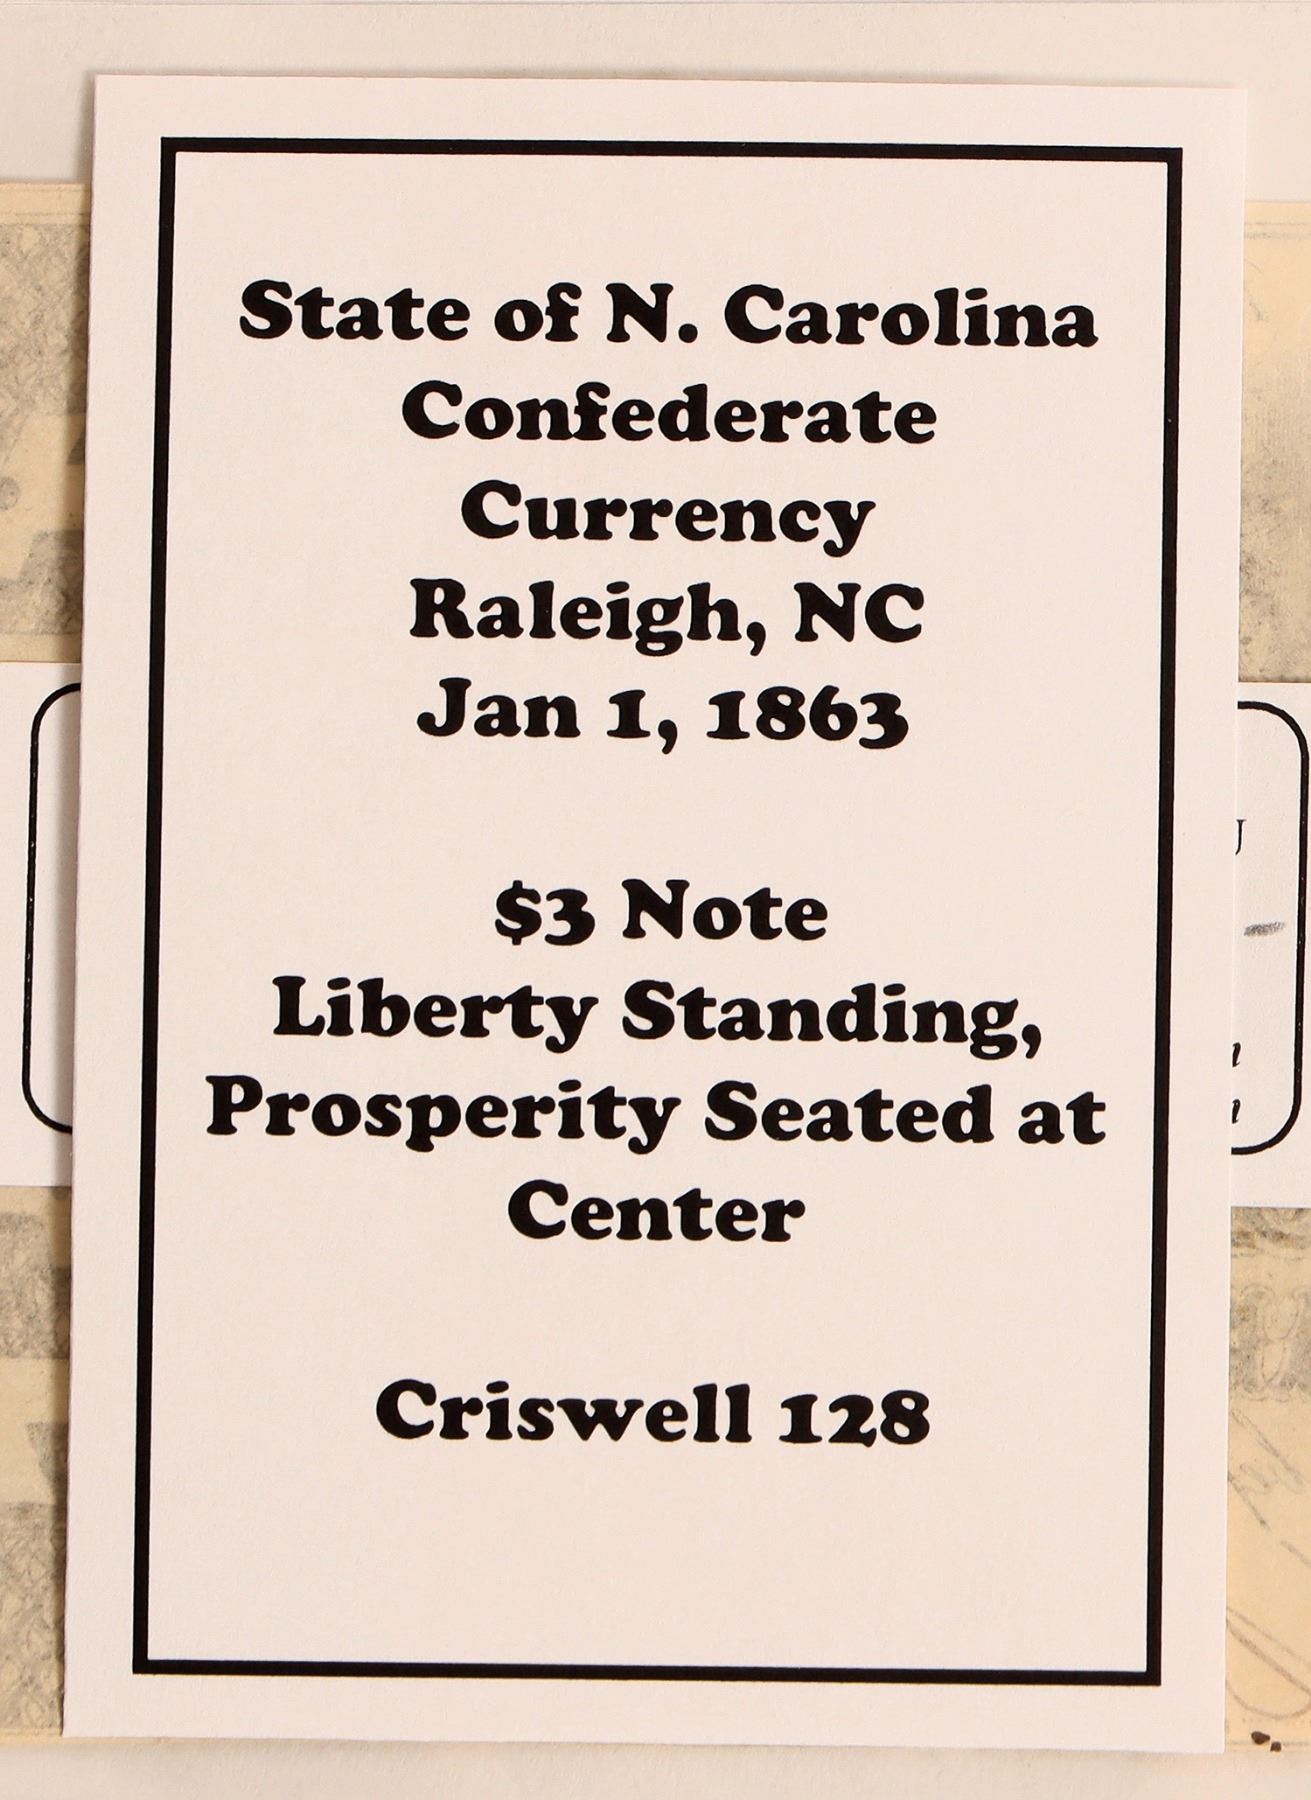 State of N. Carolina
Confederate
Currency
Raleigh, NC
Jan 1, 1863
$3 Note
Liberty Standing,
Prosperity Seated at
Center
Criswell 128